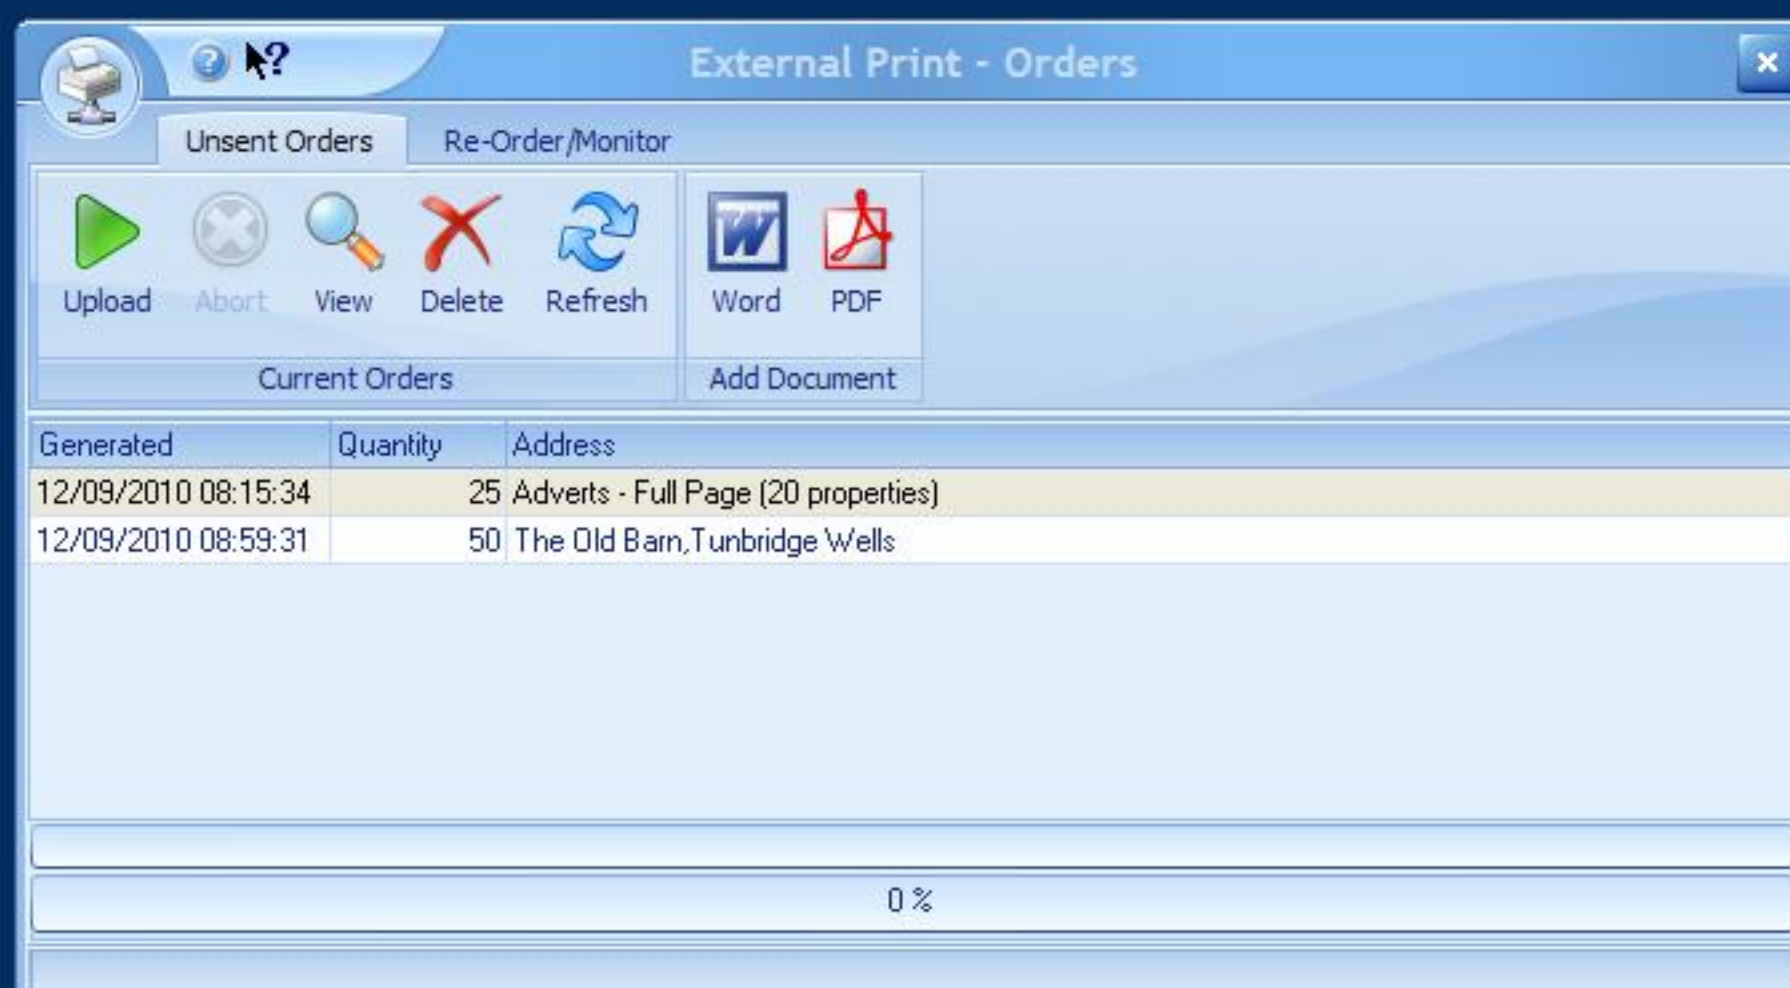 External Print - Orders
Unsent Orders Re-Order/Monitor
Upload Abort View Delete Refresh Word PDF
Current Orders Add Document
Generated Quantity Address
12/09/2010 08:15:34 25 Adverts - Full Page (20 properties)
12/09/2010 08:59:31 50 The Old Barn,Tunbridge Wells
0 %